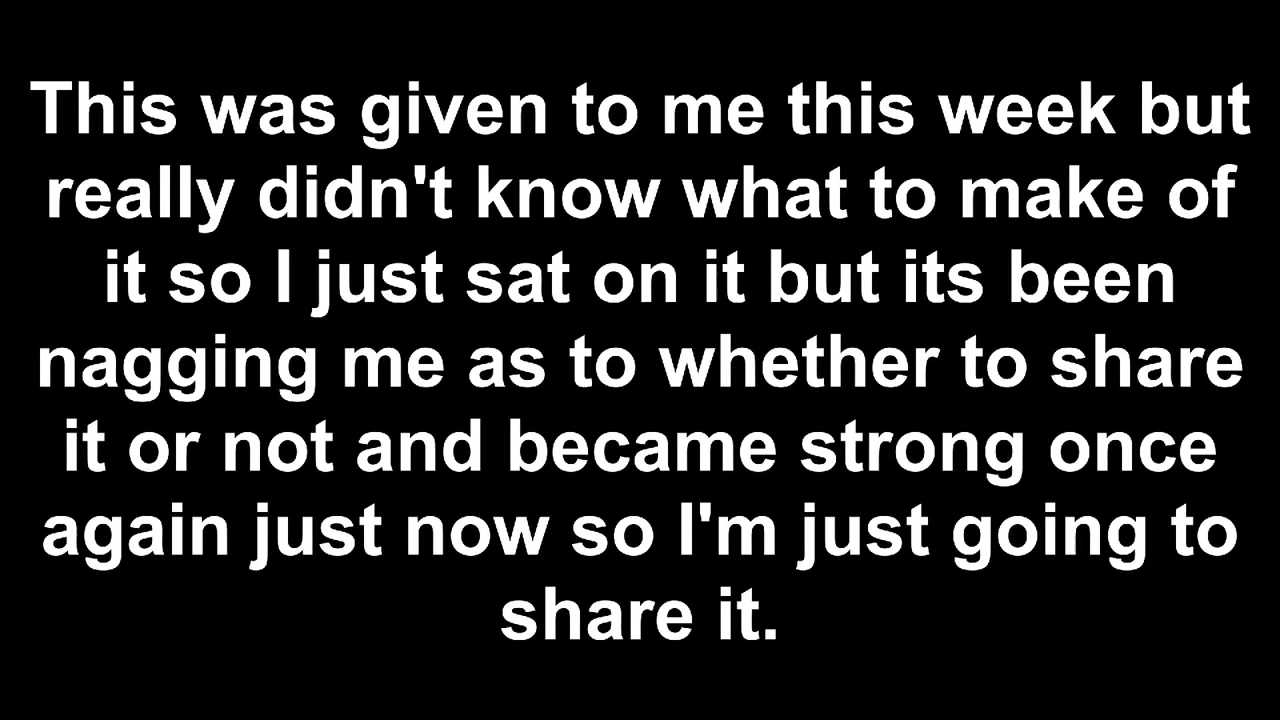 This was given to me this week but
really didn't know what to make of
it so I just sat on it but its been
nagging me as to whether to share
it or not and became strong once
again just now so I'm just going to
share it.